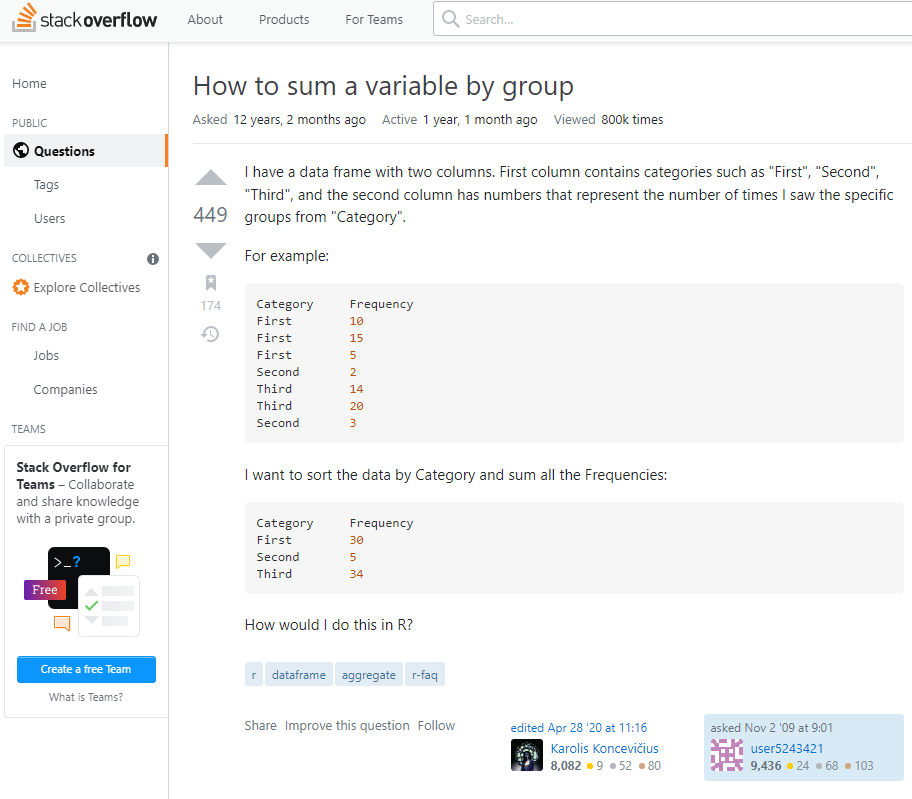 stackoverflow About Products For Teams Search...
Home
PUBLIC
Questions
Tags
Users
COLLECTIVES
Explore Collectives
FIND A JOB
Jobs
Companies
TEAMS
Stack Overflow for
Teams – Collaborate
and share knowledge
with a private group.
>_?
Free
Create a free Team
What is Teams?
How to sum a variable by group
Asked 12 years, 2 months ago Active 1 year, 1 month ago Viewed 800k times
449
174
I have a data frame with two columns. First column contains categories such as "First", "Second",
"Third", and the second column has numbers that represent the number of times I saw the specific
groups from "Category".
For example:
Category Frequency
First 10
First 15
First 5
Second 2
Third 14
Third 20
Second 3
I want to sort the data by Category and sum all the Frequencies:
Category Frequency
First 30
Second 5
Third 34
How would I do this in R?
r dataframe aggregate r-faq
Share Improve this question Follow
edited Apr 28 '20 at 11:16
Karolis Koncevičius
8,082 9 52 80
asked Nov 2 '09 at 9:01
user5243421
9,436 24 68 103